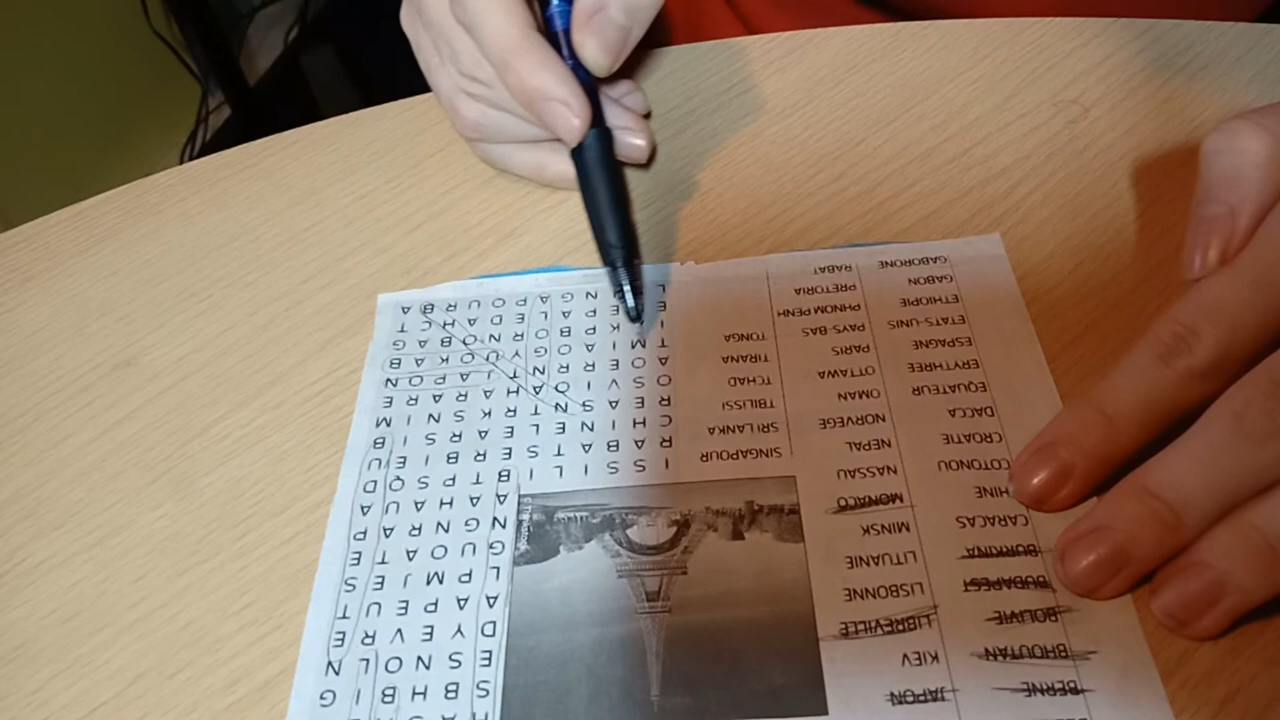 BERNE
BHOUTAN
BOLIVIE
BUDAPEST
BURKINA
CARACAS
COTONOU
CROATIE
DACCA
EQUATEUR
ERYTHREE
ESPAGNE
ETATS-UNIS
ETHIOPIE
GABON
GABORONE
JAPON
KIEV
LIBREVILLE
LISBONNE
LITUANIE
MINSK
MONACO
NASSAU
NEPAL
NORVEGE
OMAN
OTTAWA
PARIS
PAYS-BAS
PHNOM PENH
PRETORIA
RABAT
SINGAPOUR
SRI LANKA
TBILISSI
TCHAD
TIRANA
TONGA
S B H B I G
E S N O L N
D Y E V R E
A A P E U T
L P M J E S
G U O A T E
N G N R A P
A A H A U A
I S S I L I B T P S Q D
R A B A T S E R B I E U
C H I N E L E A R S I B
R E A S N T R K S N I M
O S V I O A H A R A R E
A O E R R N T J A P O N
T M I A O G Y U O K A B
I K P B O R N O B A G
E E P A L E D A H C T
L N G A P O U R B A